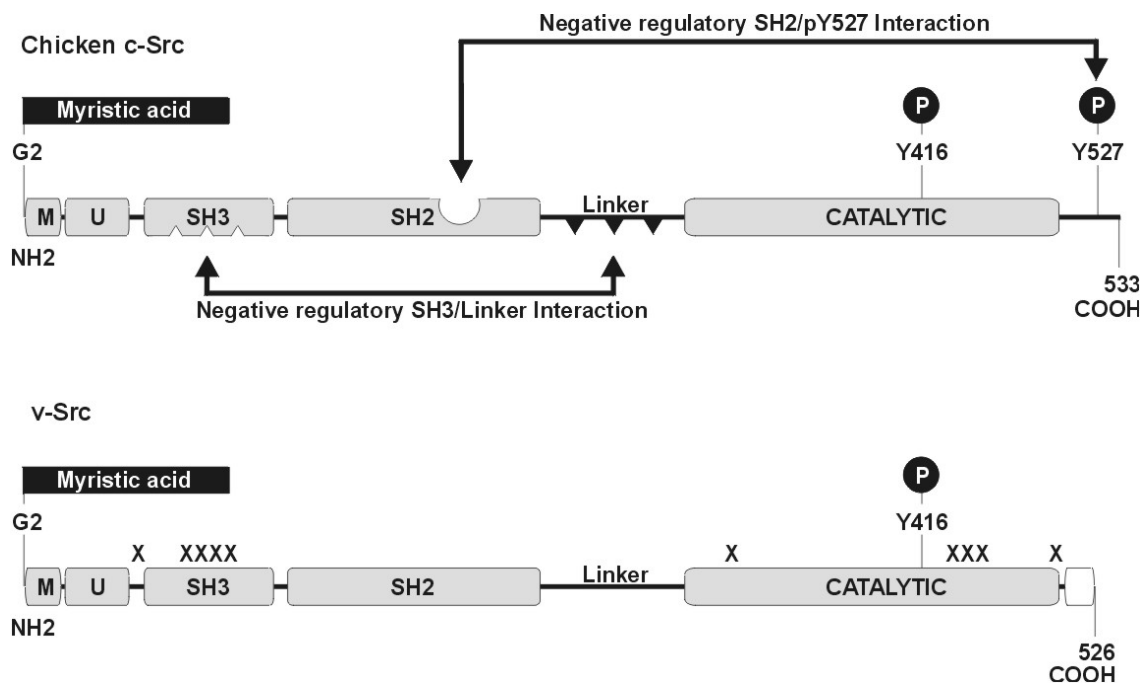 Negative regulatory SH2/pY527 Interaction
Chicken c-Src
Myristic acid
P
P
G2
Y416
Y527
M
U
SH3
SH2
Linker
CATALYTIC
NH2
533
COOH
Negative regulatory SH3/Linker Interaction
v-Src
Myristic acid
P
G2
Y416
X
XXXX
X
XXX
X
M
U
SH3
SH2
Linker
CATALYTIC
NH2
526
COOH